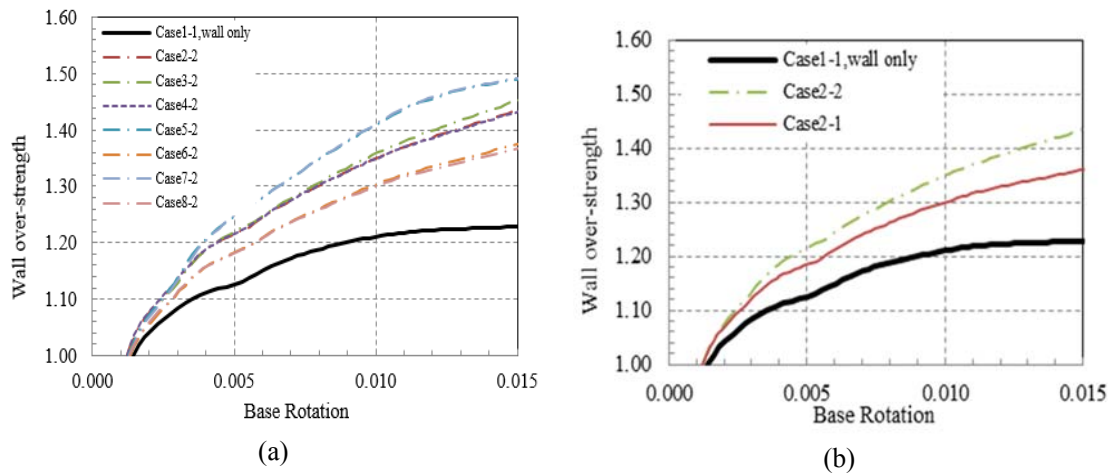 1.60
1.50
1.40
1.30
1.20
1.10
1.00
Wall over-strength
Case1-1,wall only
Case2-2
Case3-2
Case4-2
Case5-2
Case6-2
Case7-2
Case8-2
0.000 0.005 0.010 0.015
Base Rotation
(a)
1.60
1.50
1.40
1.30
1.20
1.10
1.00
Wall over-strength
Case1-1,wall only
Case2-2
Case2-1
0.000 0.005 0.010 0.015
Base Rotation
(b)